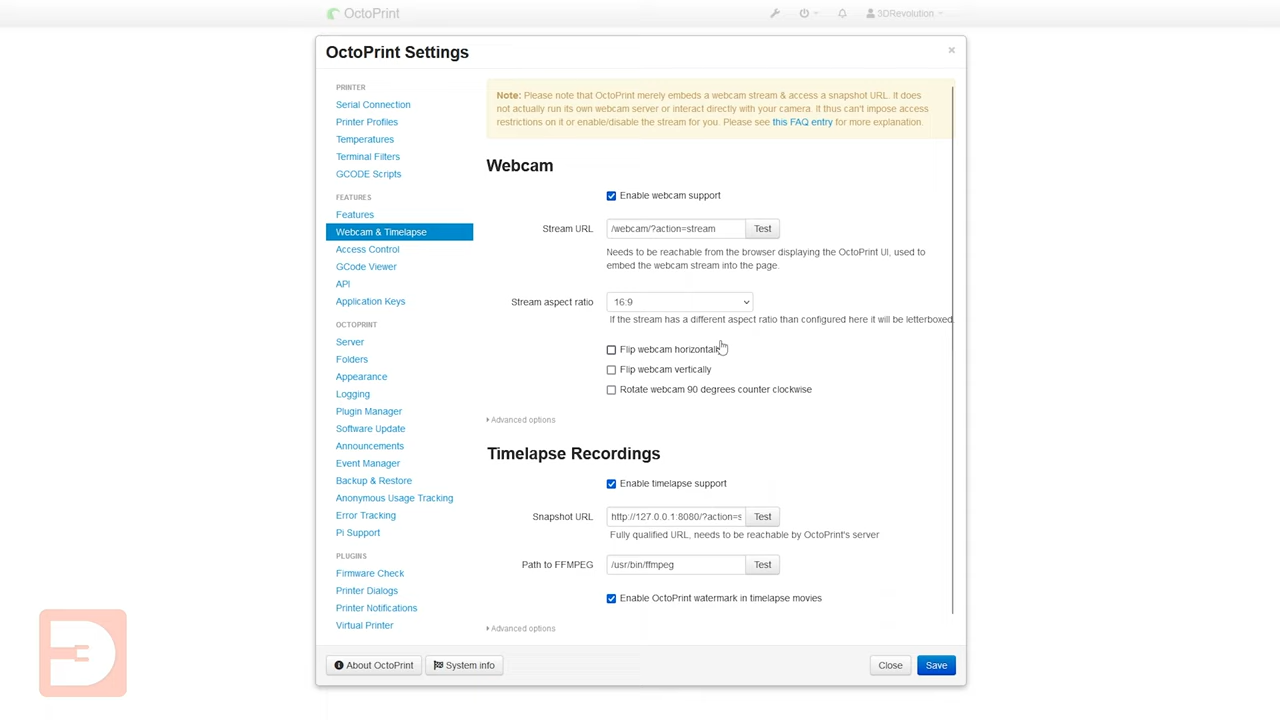 OctoPrint
3DRevolution
OctoPrint Settings
×
PRINTER
Serial Connection
Printer Profiles
Temperatures
Terminal Filters
GCODE Scripts
FEATURES
Features
Webcam & Timelapse
Access Control
GCode Viewer
API
Application Keys
OCTOPRINT
Server
Folders
Appearance
Logging
Plugin Manager
Software Update
Announcements
Event Manager
Backup & Restore
Anonymous Usage Tracking
Error Tracking
Pi Support
PLUGINS
Firmware Check
Printer Dialogs
Printer Notifications
Virtual Printer
Note: Please note that OctoPrint merely embeds a webcam stream & access a snapshot URL. It does
not actually run its own webcam server or interact directly with your camera. It thus can't impose access
restrictions on it or enable/disable the stream for you. Please see this FAQ entry for more explanation.
Webcam
Enable webcam support
Stream URL /webcam/?action=stream Test
Needs to be reachable from the browser displaying the OctoPrint UI, used to
embed the webcam stream into the page.
Stream aspect ratio 16:9
If the stream has a different aspect ratio than configured here it will be letterboxed.
Flip webcam horizontally
Flip webcam vertically
Rotate webcam 90 degrees counter clockwise
Advanced options
Timelapse Recordings
Enable timelapse support
Snapshot URL http://127.0.0.1:8080/?action=s Test
Fully qualified URL, needs to be reachable by OctoPrint's server
Path to FFMPEG /usr/bin/ffmpeg Test
Enable OctoPrint watermark in timelapse movies
Advanced options
About OctoPrint System info Close Save